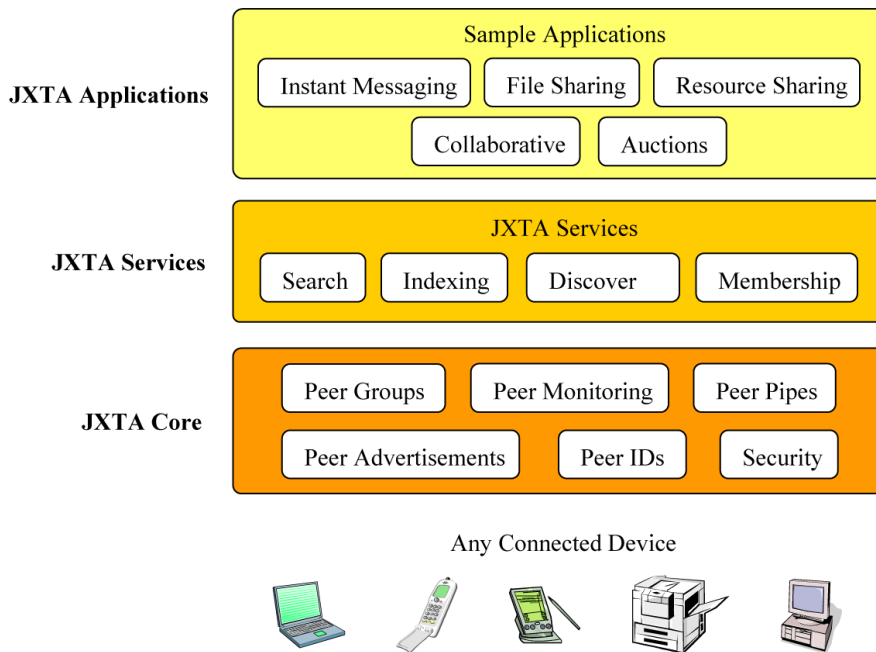 Sample Applications
JXTA Applications
Instant Messaging
File Sharing
Resource Sharing
Collaborative
Auctions
JXTA Services
JXTA Services
Search
Indexing
Discover
Membership
JXTA Core
Peer Groups
Peer Monitoring
Peer Pipes
Peer Advertisements
Peer IDs
Security
Any Connected Device